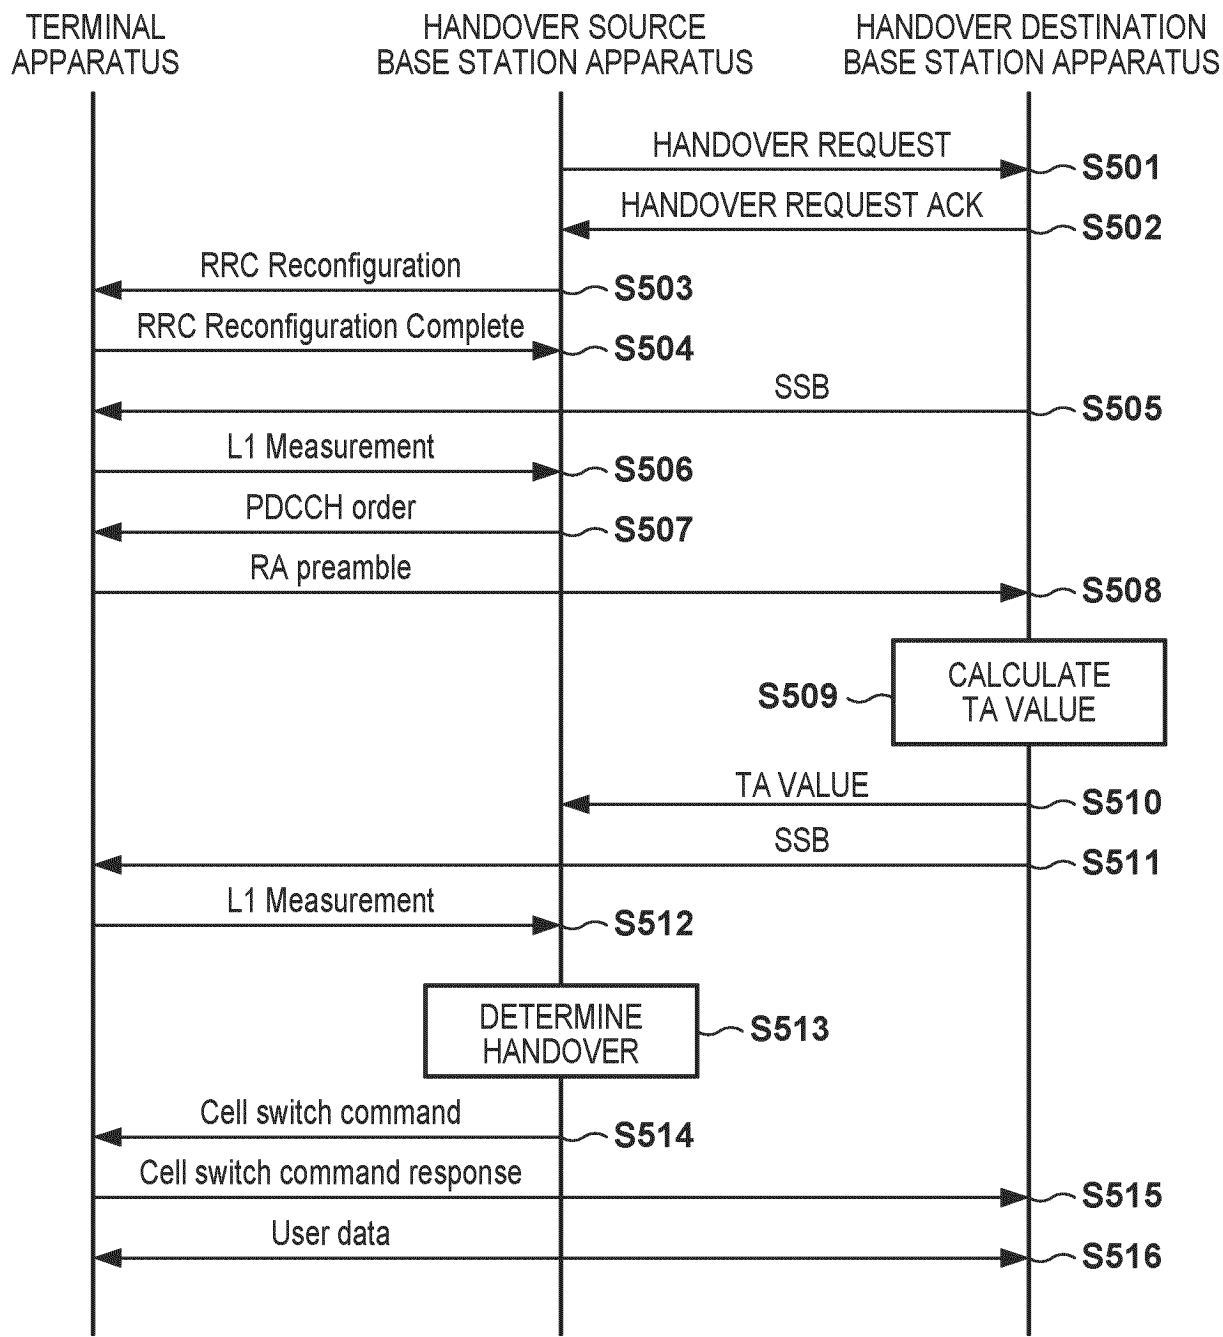 TERMINAL
APPARATUS
HANDOVER SOURCE
BASE STATION APPARATUS
HANDOVER DESTINATION
BASE STATION APPARATUS
HANDOVER REQUEST
S501
HANDOVER REQUEST ACK
S502
RRC Reconfiguration
S503
RRC Reconfiguration Complete
S504
SSB
S505
L1 Measurement
S506
PDCCH order
S507
RA preamble
S508
S509
CALCULATE
TA VALUE
TA VALUE
S510
SSB
S511
L1 Measurement
S512
DETERMINE
HANDOVER
S513
Cell switch command
S514
Cell switch command response
S515
User data
S516